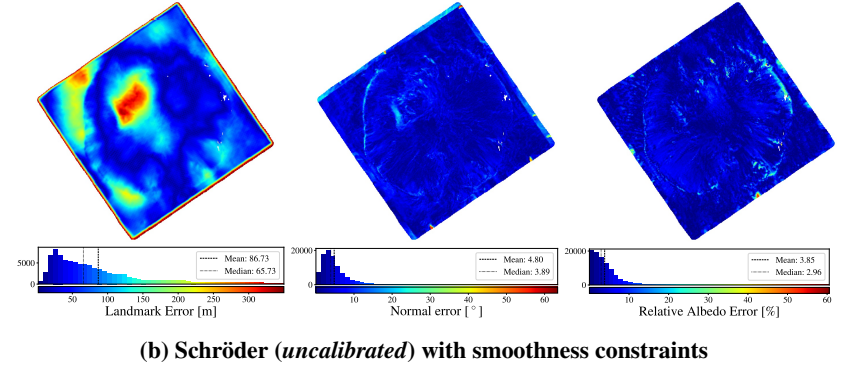 Mean: 86.73
Median: 65.73
5000
0
50 100 150 200 250 300
Landmark Error [m]
Mean: 4.80
Median: 3.89
20000
0
10 20 30 40 50 60
Normal error [°]
Mean: 3.85
Median: 2.96
20000
10000
0
10 20 30 40 50 60
Relative Albedo Error [%]
(b) Schröder (uncalibrated) with smoothness constraints